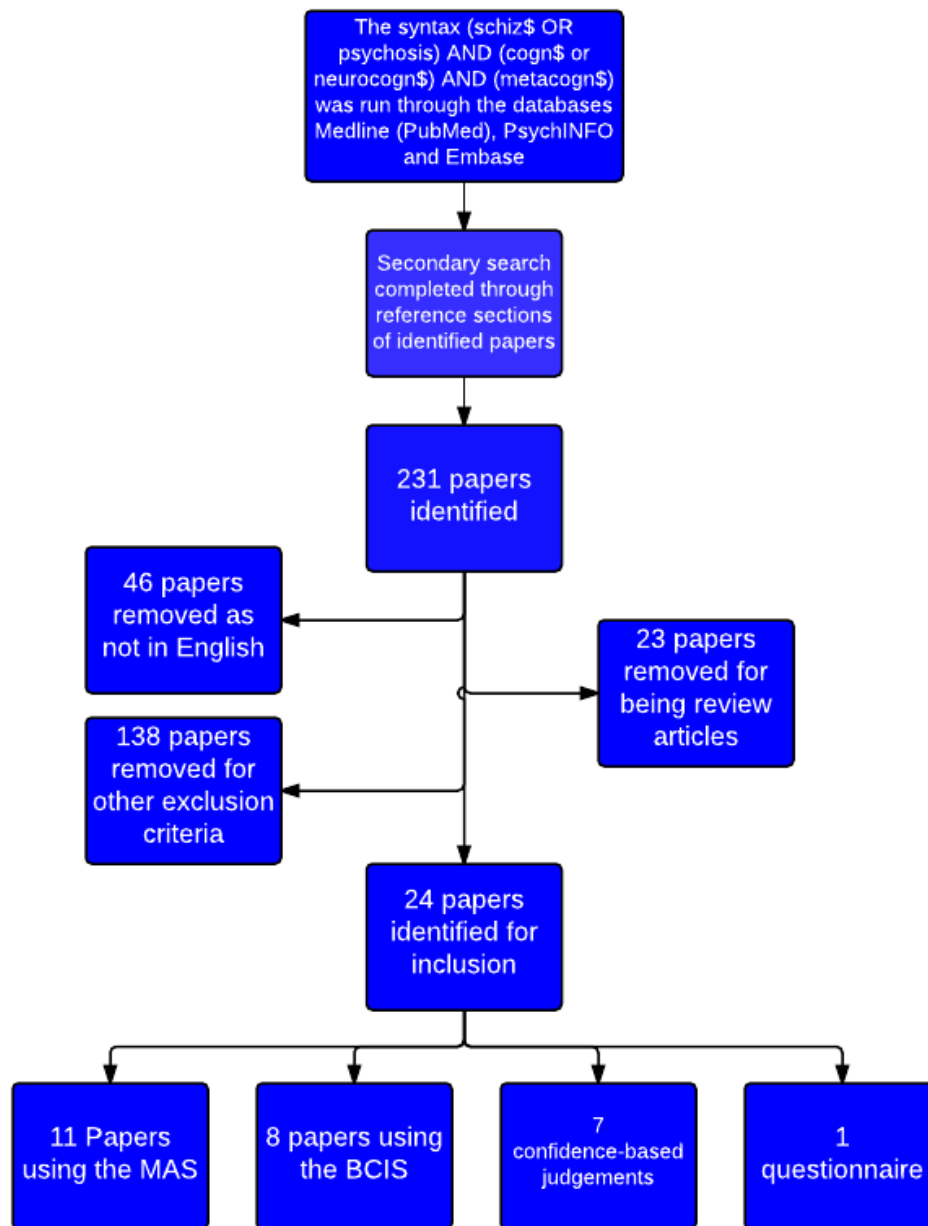 The syntax (schiz$ OR
psychosis) AND (cogn$ or
neurocogn$) AND (metacogn$)
was run through the databases
Medline (PubMed), PsychINFO
and Embase
Secondary search
completed through
reference sections
of identified papers
231 papers
identified
46 papers
removed as
not in English
23 papers
removed for
being review
articles
138 papers
removed for
other exclusion
criteria
24 papers
identified for
inclusion
11 Papers
using the MAS
8 papers using
the BCIS
7
confidence-based
judgements
1
questionnaire